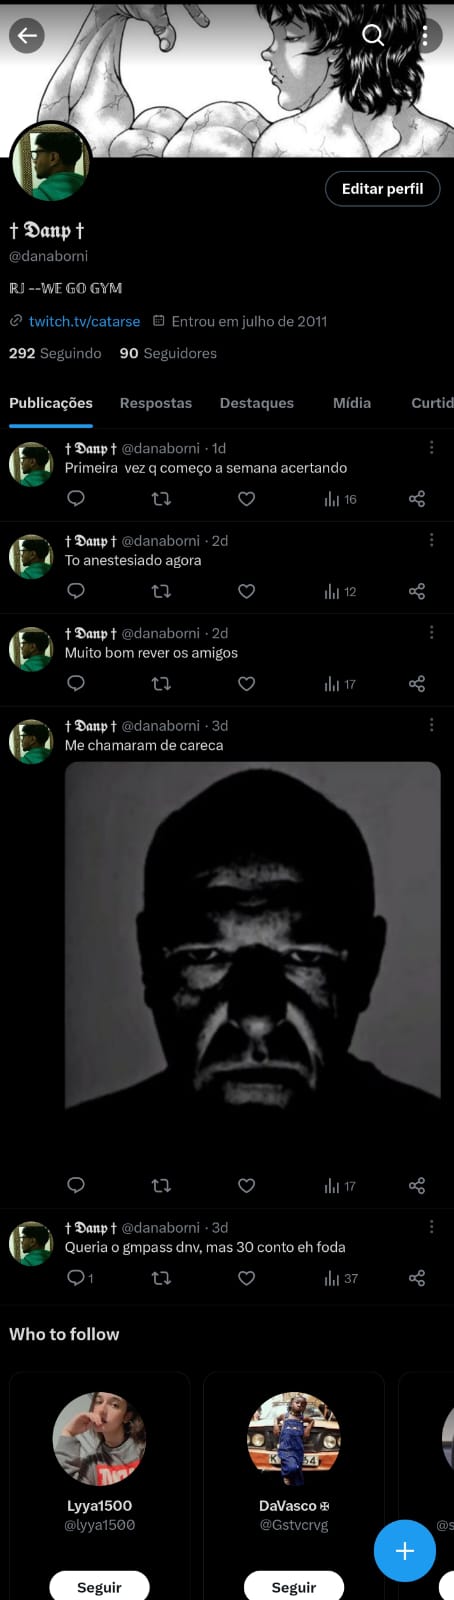 Editar perfil
† 𝕯𝖆𝖓𝖕 †
@danaborni
ℝ𝕁 --𝕎𝔼 𝔾𝕆 𝔾𝕐𝕄
twitch.tv/catarse Entrou em julho de 2011
292 Seguindo 90 Seguidores
Publicações Respostas Destaques Mídia Curtid
† 𝕯𝖆𝖓𝖕 † @danaborni · 1d
Primeira vez q começo a semana acertando
16
† 𝕯𝖆𝖓𝖕 † @danaborni · 2d
To anestesiado agora
12
† 𝕯𝖆𝖓𝖕 † @danaborni · 2d
Muito bom rever os amigos
17
† 𝕯𝖆𝖓𝖕 † @danaborni · 3d
Me chamaram de careca
17
† 𝕯𝖆𝖓𝖕 † @danaborni · 3d
Queria o gmpass dnv, mas 30 conto eh foda
1 37
Who to follow
Lyya1500 DaVasco ✠
@lyya1500 @Gstvcrvg @s
Seguir Seguir